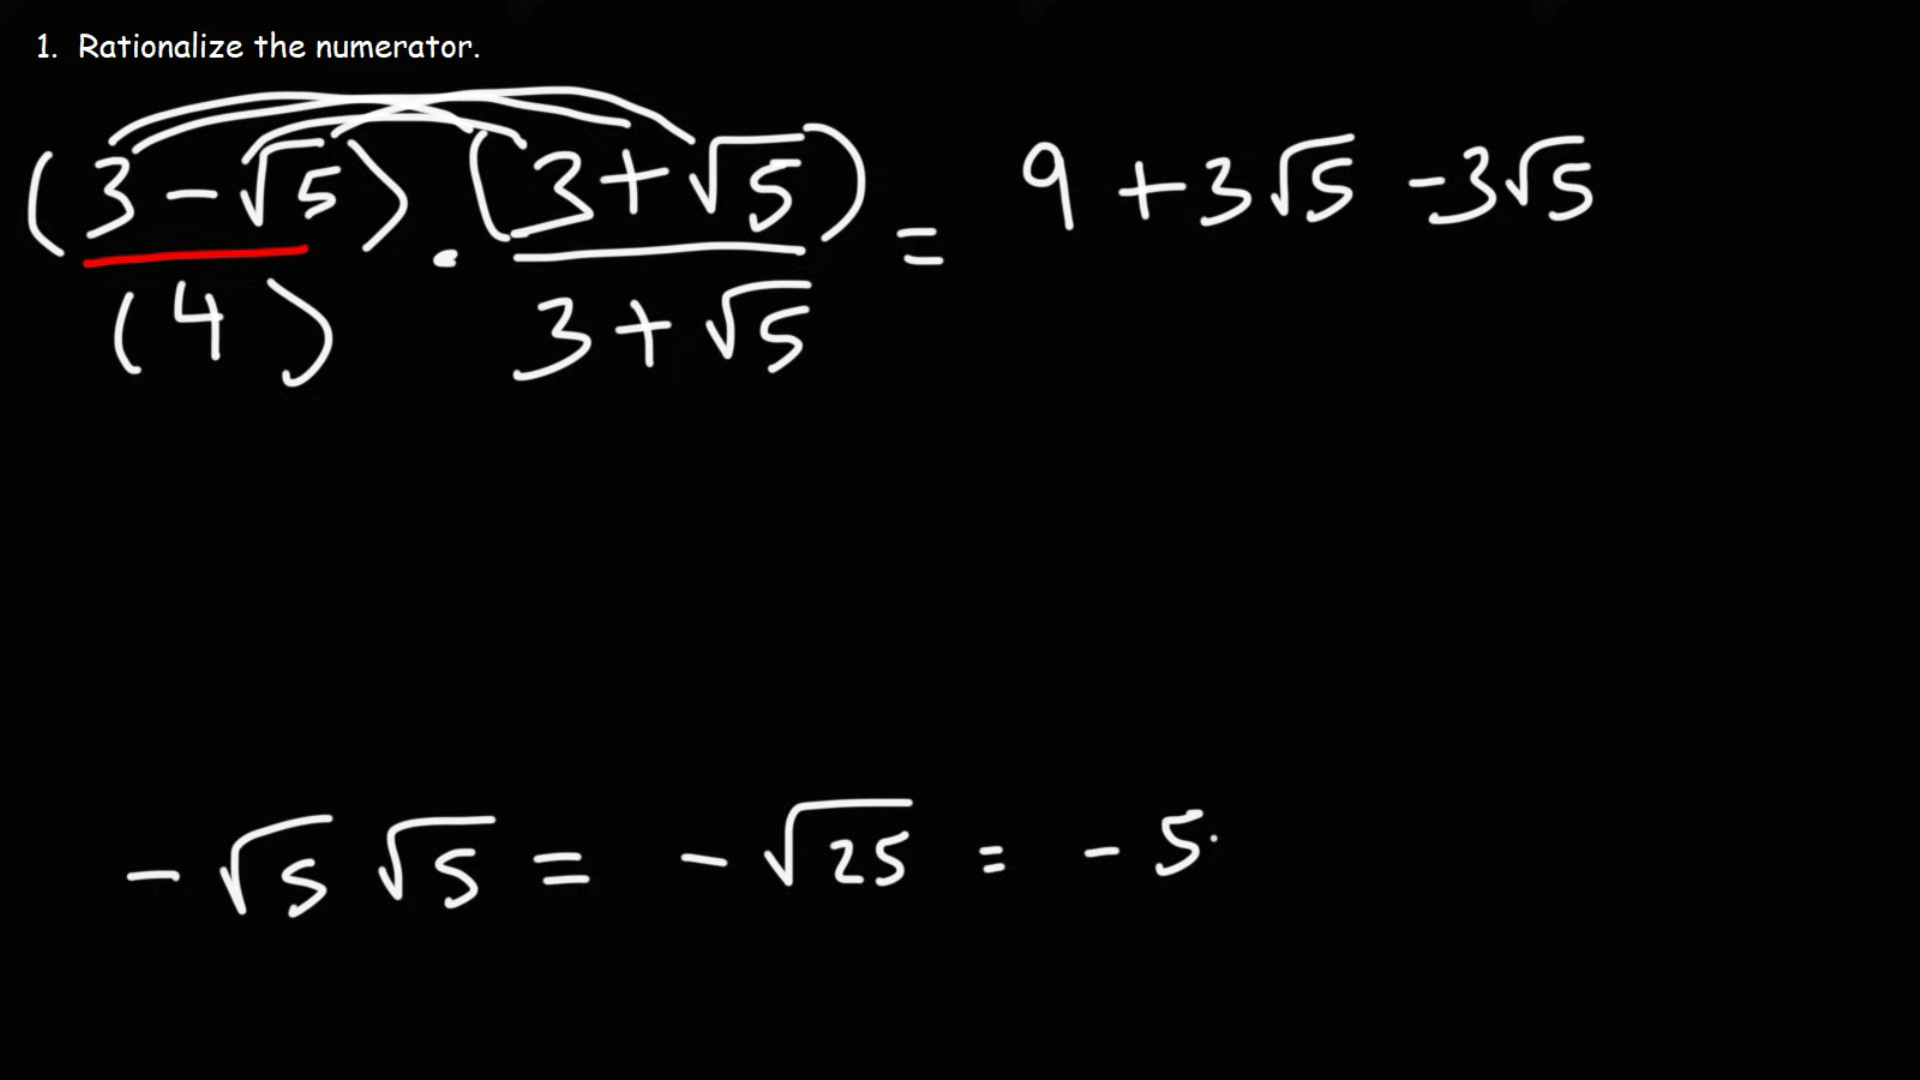 1. Rationalize the numerator.
(3 - √5) · (3 + √5) = 9 + 3√5 - 3√5
(4) 3 + √5
- √5 √5 = - √25 = - 5